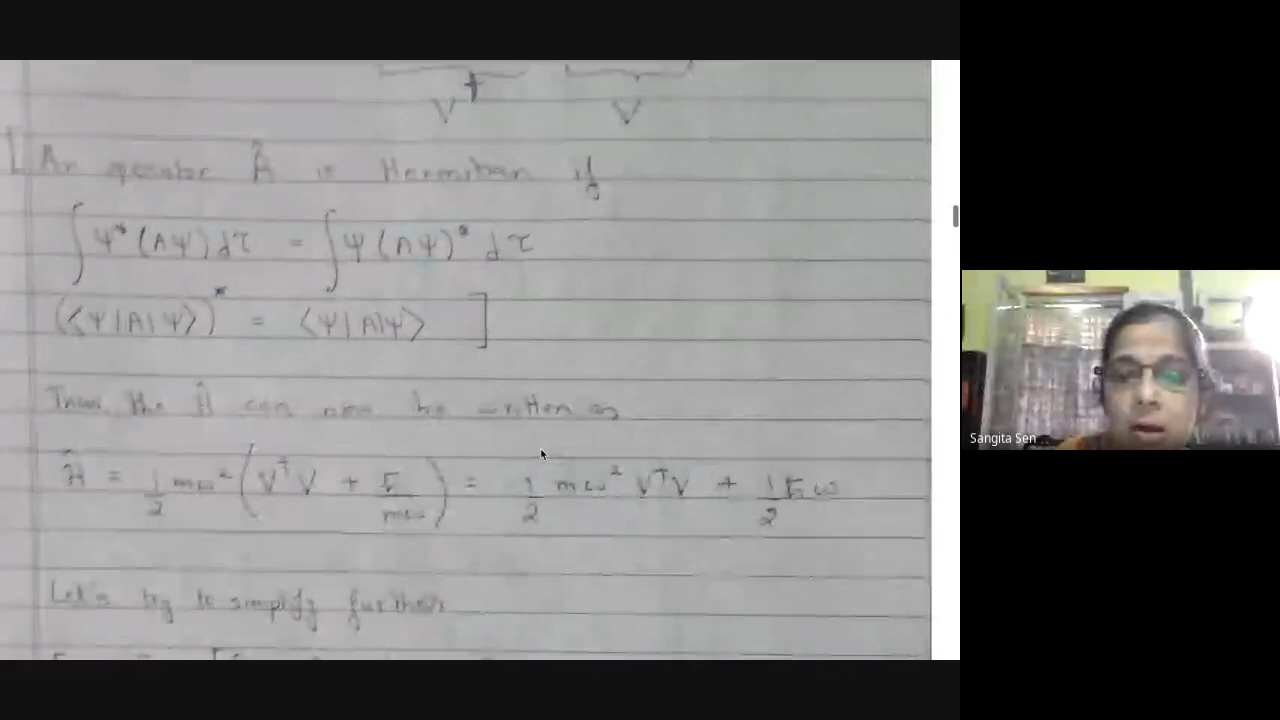 V† V
[An operator Â is Hermitian if
∫ ψ* (Aψ) dτ = ∫ ψ (Aψ)* dτ
(⟨ψ|A|ψ⟩)* = ⟨ψ|A|ψ⟩ ]
Thus the Ĥ can now be written as
Ĥ = 1/2 mω² (V†V + ħ/mω) = 1/2 mω² V†V + 1/2 ħω
Let's try to simplify further
Sangita Sen